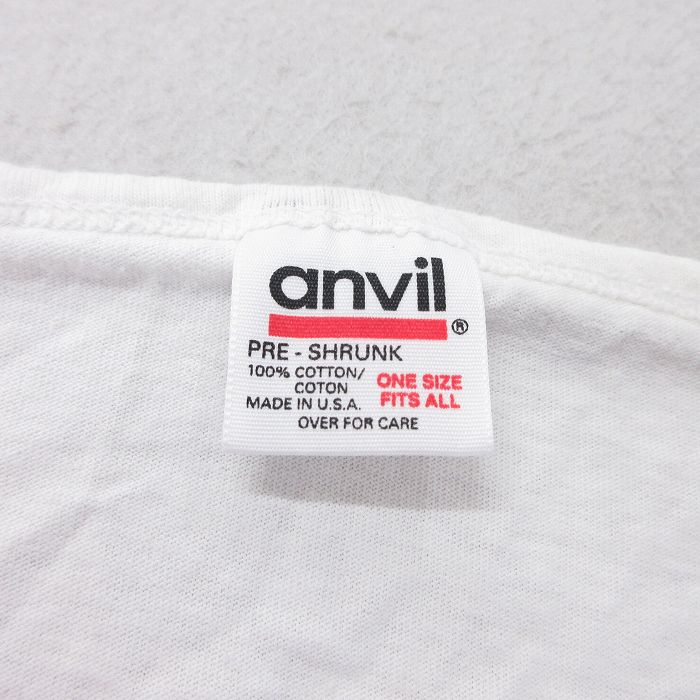 anvil®
PRE - SHRUNK
100% COTTON/
COTON
MADE IN U.S.A.
ONE SIZE
FITS ALL
OVER FOR CARE